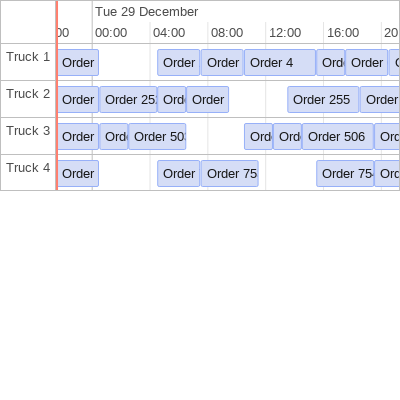 Tue 29 December
00 00:00 04:00 08:00 12:00 16:00 20
Truck 1 Order Order Order Order 4 Ord Order
Truck 2 Order Order 25 Ord Order Order 255 Order
Truck 3 Order Ord Order 50 Ord Ord Order 506 Ord
Truck 4 Order Order Order 75 Order 75 Ord